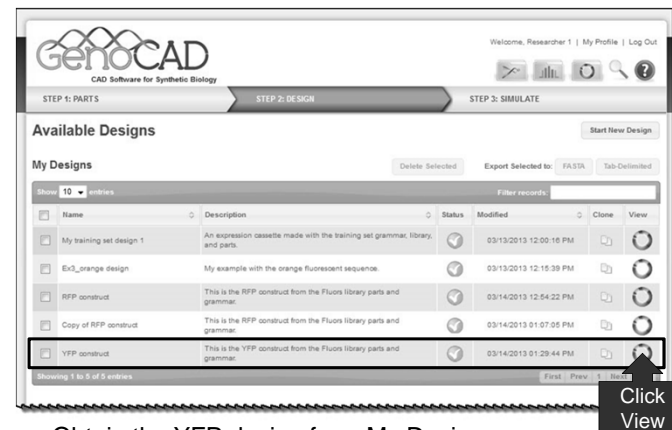 GenoCAD
CAD Software for Synthetic Biology
Welcome, Researcher 1 | My Profile | Log Out
STEP 1: PARTS STEP 2: DESIGN STEP 3: SIMULATE
Available Designs Start New Design
My Designs Delete Selected Export Selected to: FASTA Tab-Delimited
Show 10 entries Filter records:
Name Description Status Modified Clone View
My training set design 1 An expression cassette made with the training set grammar, library, and parts. 03/13/2013 12:00:16 PM
Ex3_orange design My example with the orange fluorescent sequence. 03/13/2013 12:15:39 PM
RFP construct This is the RFP construct from the Fluors library parts and grammar. 03/14/2013 12:54:22 PM
Copy of RFP construct This is the RFP construct from the Fluors library parts and grammar. 03/14/2013 01:07:05 PM
YFP construct This is the YFP construct from the Fluors library parts and grammar. 03/14/2013 01:29:44 PM
Showing 1 to 5 of 5 entries First Prev 1
Click
View